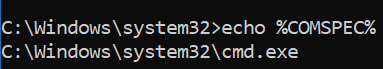 C:\Windows\system32>echo %COMSPEC%
C:\Windows\system32\cmd.exe